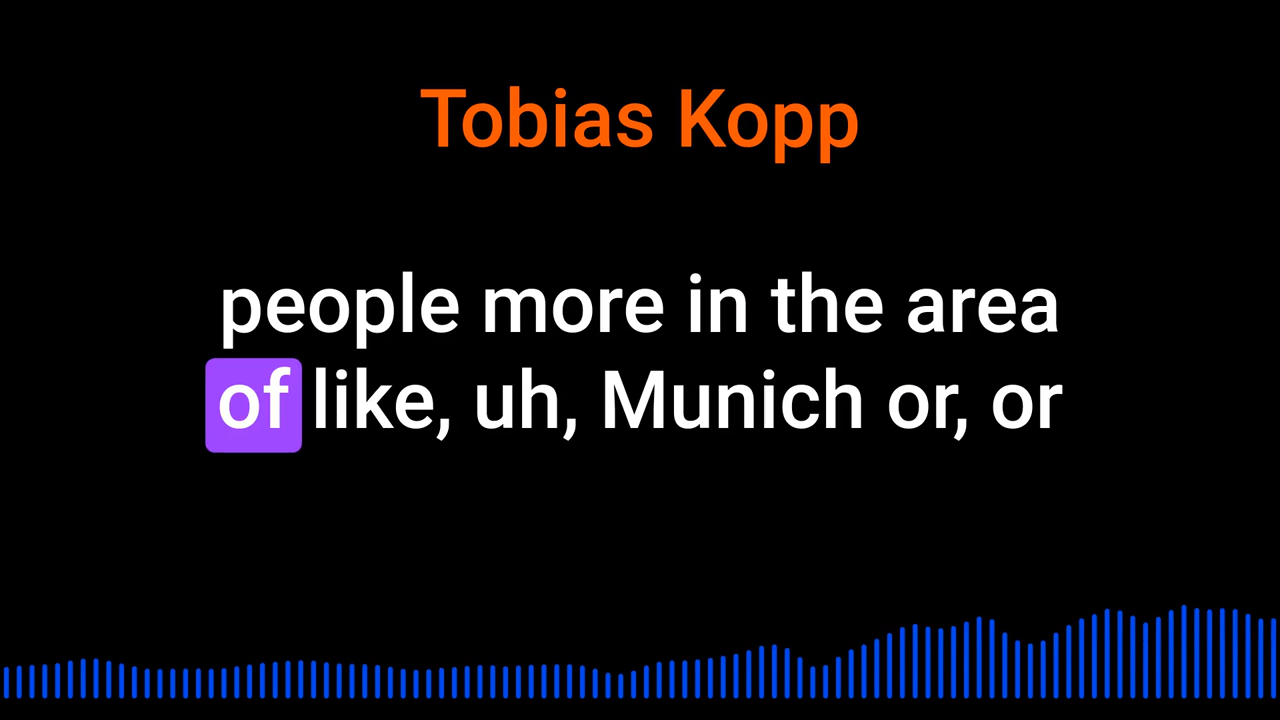 Tobias Kopp
people more in the area
of like, uh, Munich or, or